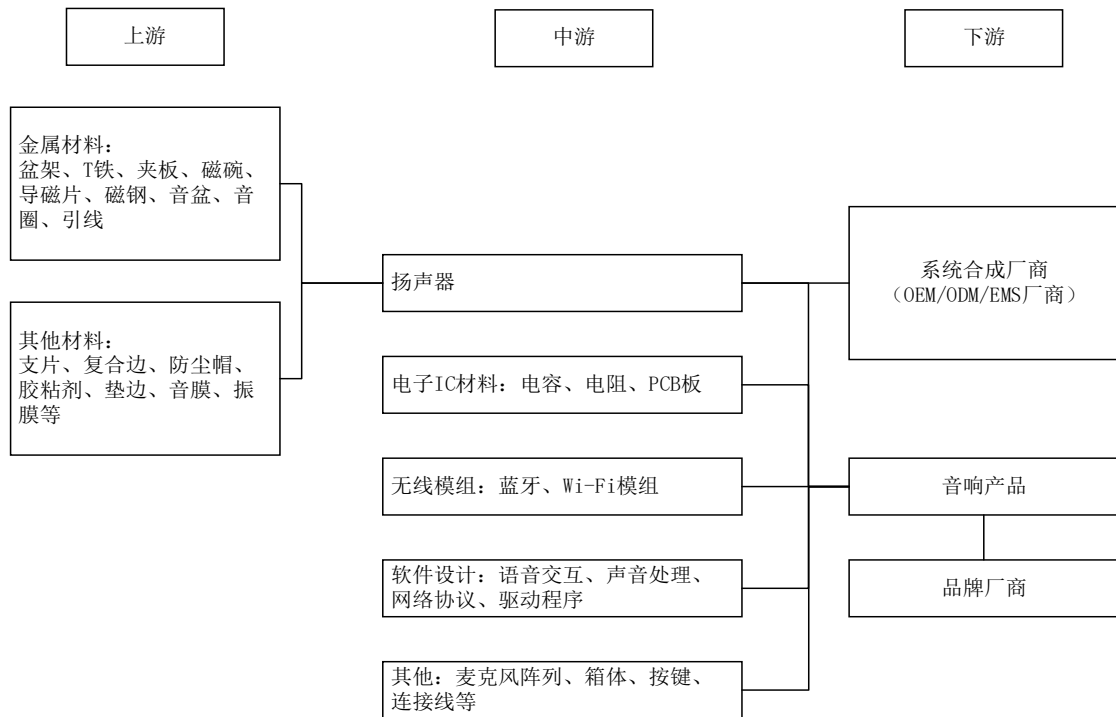 上游
中游
下游
金属材料：
盆架、T铁、夹板、磁碗、
导磁片、磁钢、音盆、音
圈、引线
其他材料：
支片、复合边、防尘帽、
胶粘剂、垫边、音膜、振
膜等
扬声器
电子IC材料：电容、电阻、PCB板
无线模组：蓝牙、Wi-Fi模组
软件设计：语音交互、声音处理、
网络协议、驱动程序
其他：麦克风阵列、箱体、按键、
连接线等
系统合成厂商
（OEM/ODM/EMS厂商）
音响产品
品牌厂商